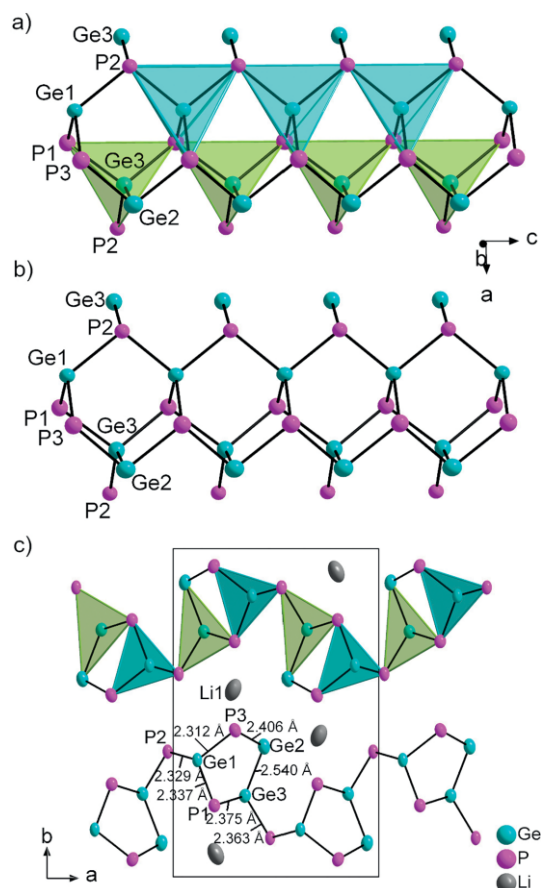 a)
Ge3
P2
Ge1
P1
P3
Ge3
Ge2
P2
b
c
a
b)
Ge3
P2
Ge1
P1
P3
Ge3
Ge2
P2
c)
Li1
P3
2.406 Å
2.312 Å
P2
Ge2
Ge1
2.329 Å
2.540 Å
2.337 Å
Ge3
P1
2.375 Å
2.363 Å
b
a
Ge
P
Li